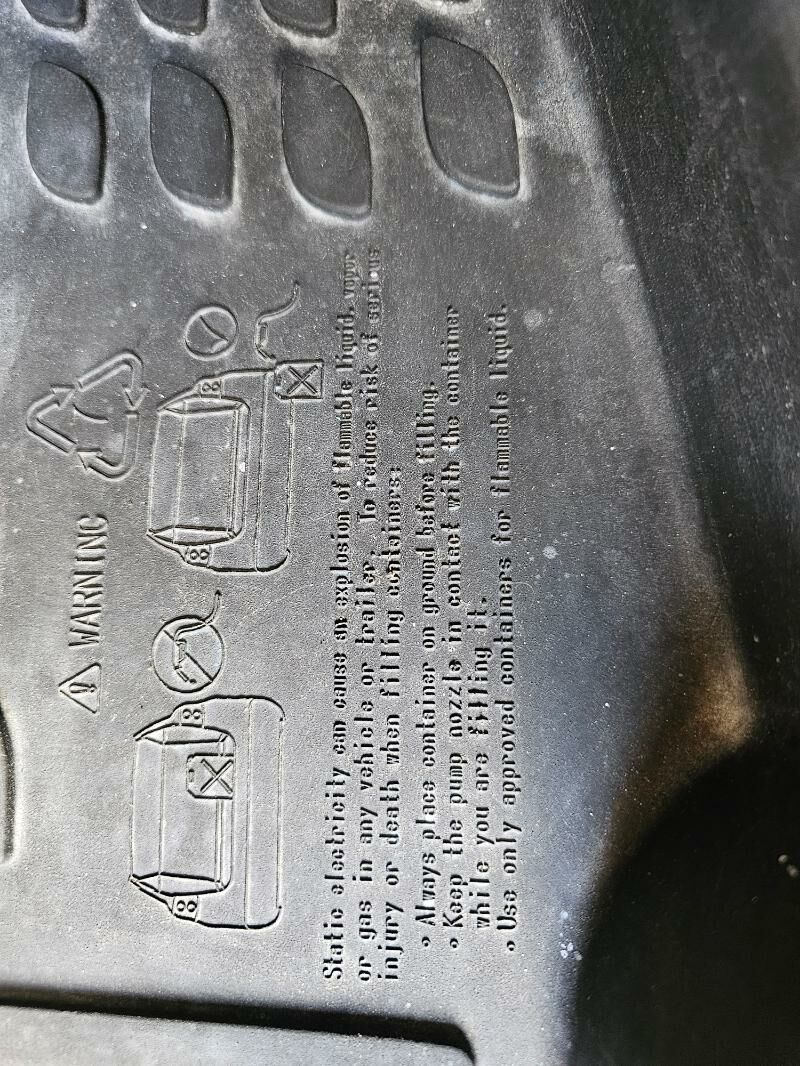 WARNING
Static electricity can cause an explosion of flammable liquid, vapor
or gas in any vehicle or trailer. To reduce risk of serious
injury or death when filling containers:
• Always place container on ground before filling.
• Keep the pump nozzle in contact with the container
while you are filling it.
• Use only approved containers for flammable liquid.